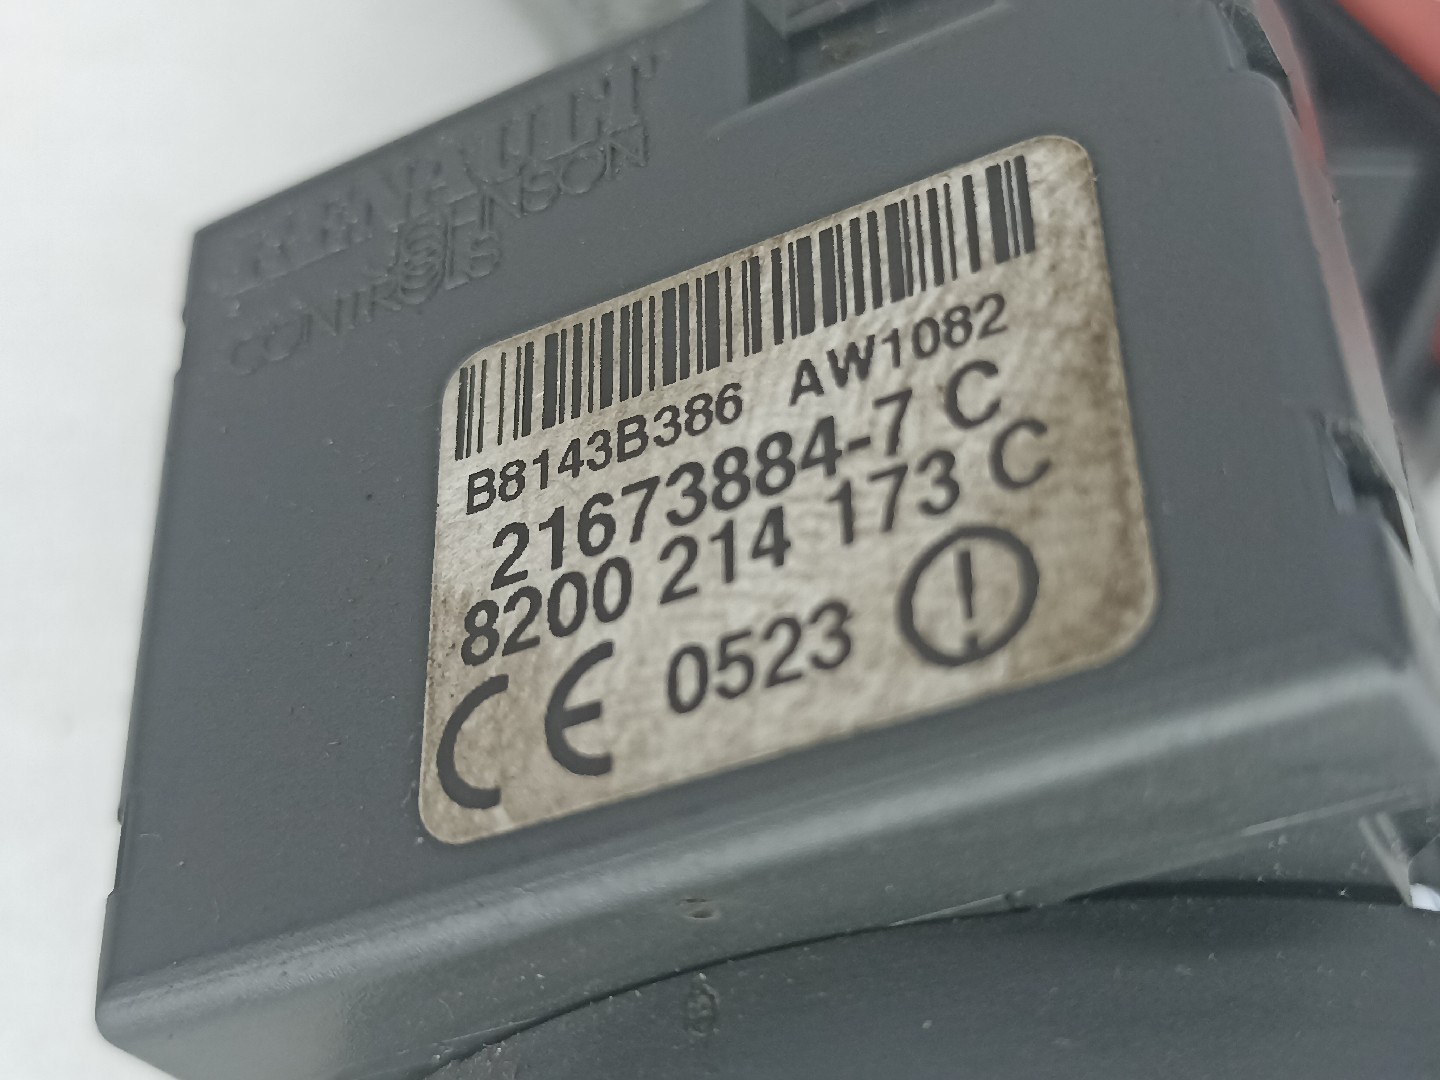 RENAULT
JOHNSON
CONTROLS
B8143B386 AW1082
21673884-7 C
8200 214 173 C
CE 0523